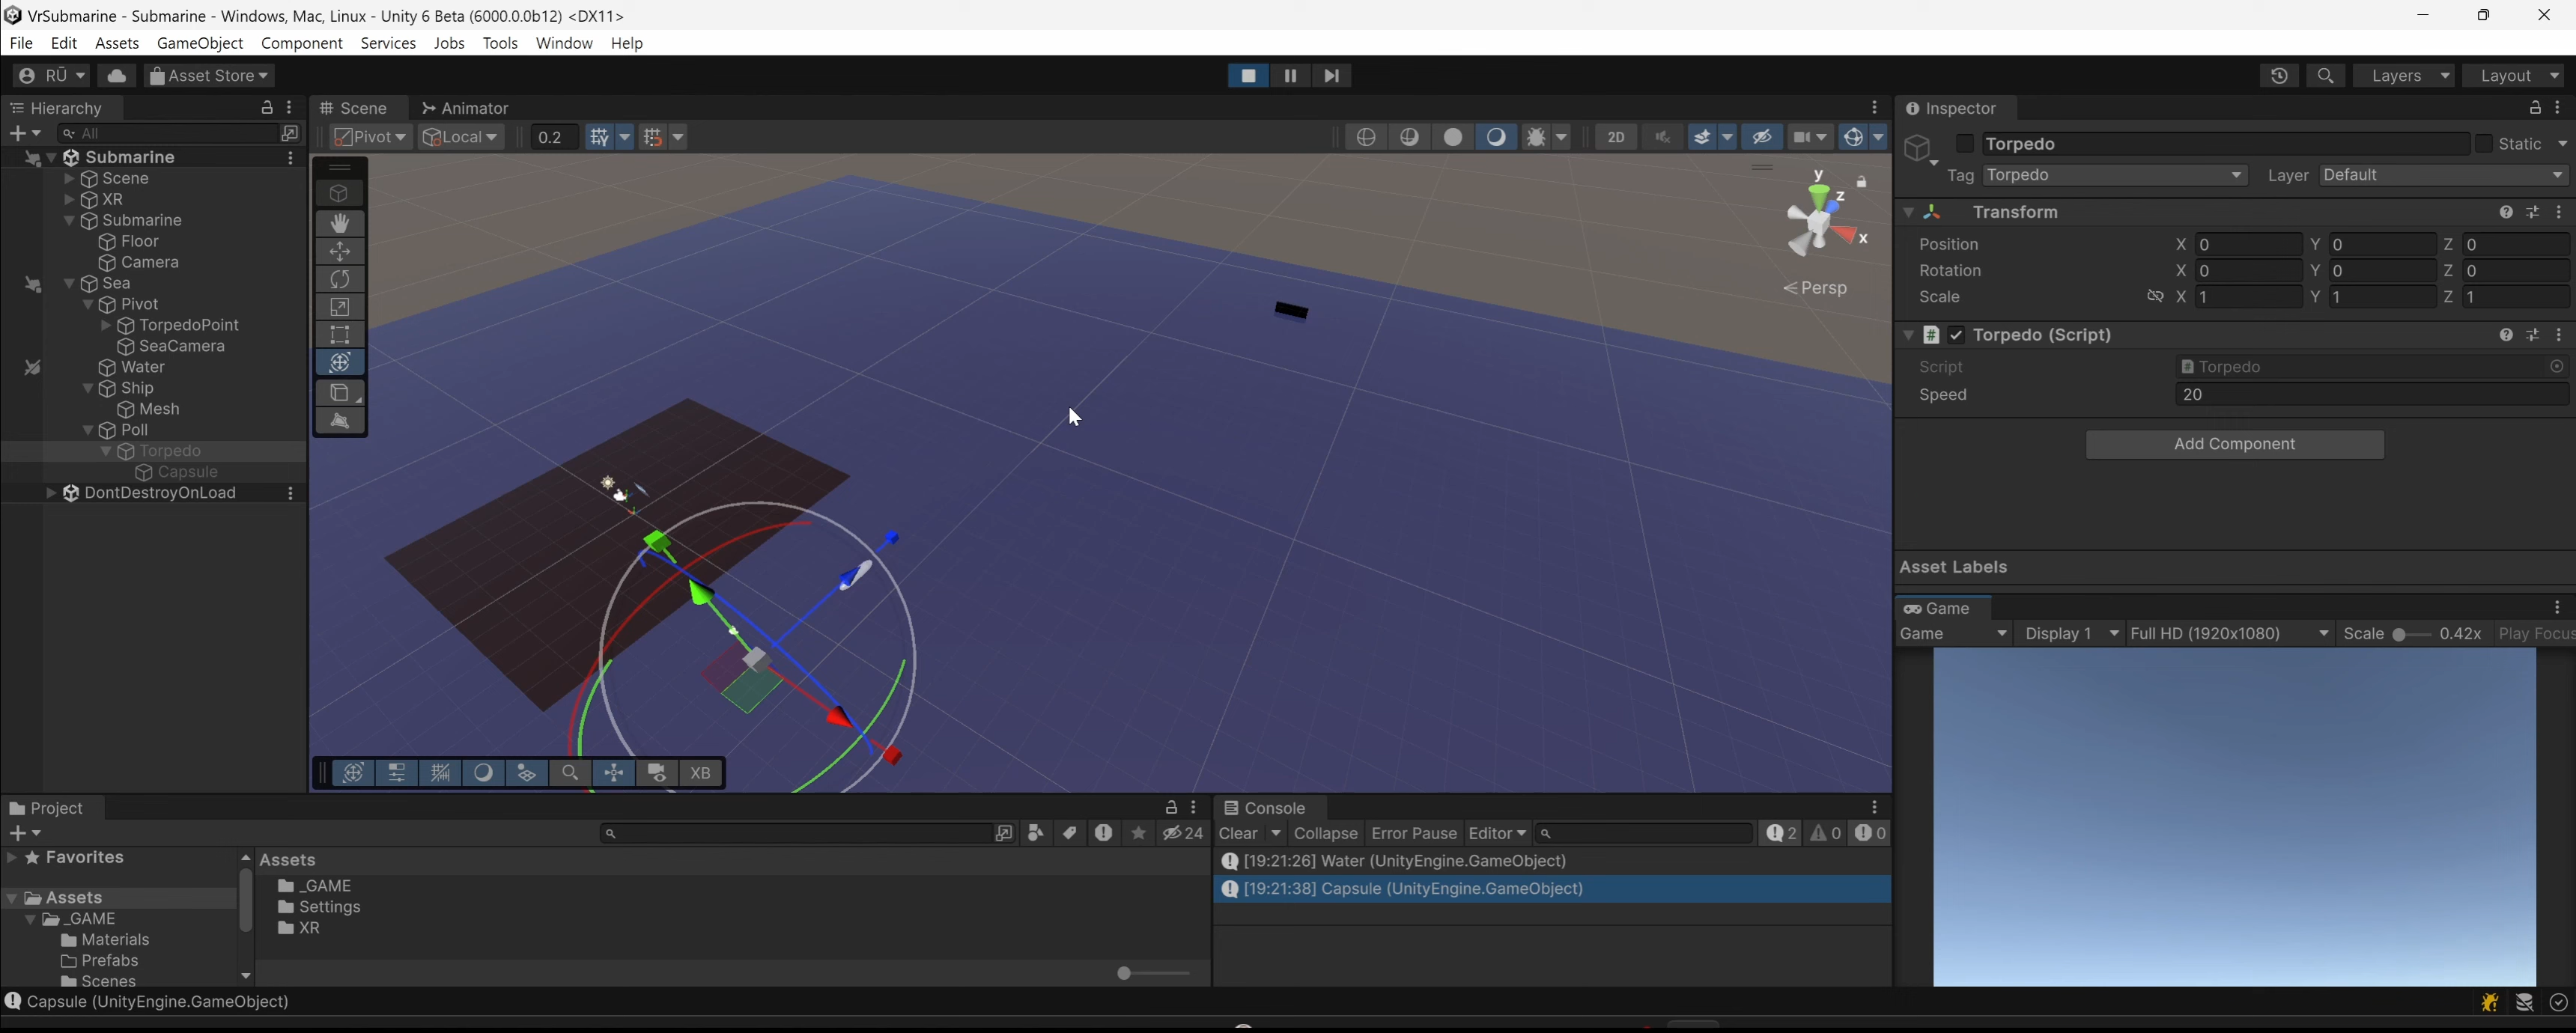 VrSubmarine - Submarine - Windows, Mac, Linux - Unity 6 Beta (6000.0.0b12) <DX11>
File Edit Assets GameObject Component Services Jobs Tools Window Help
RŪ Asset Store Layers Layout
Hierarchy
All
Submarine
Scene
XR
Submarine
Floor
Camera
Sea
Pivot
TorpedoPoint
SeaCamera
Water
Ship
Mesh
Poll
Torpedo
Capsule
DontDestroyOnLoad
Scene Animator
Pivot Local 0.2 2D
y
z
x
Persp
XB
Inspector
Torpedo Static
Tag Torpedo Layer Default
Transform
Position X 0 Y 0 Z 0
Rotation X 0 Y 0 Z 0
Scale X 1 Y 1 Z 1
Torpedo (Script)
Script Torpedo
Speed 20
Add Component
Asset Labels
Game
Game Display 1 Full HD (1920x1080) Scale 0.42x Play Focus
Project
24
Favorites
Assets
_GAME
Materials
Prefabs
Scenes
Assets
_GAME
Settings
XR
Console
Clear Collapse Error Pause Editor 2 0 0
[19:21:26] Water (UnityEngine.GameObject)
[19:21:38] Capsule (UnityEngine.GameObject)
Capsule (UnityEngine.GameObject)